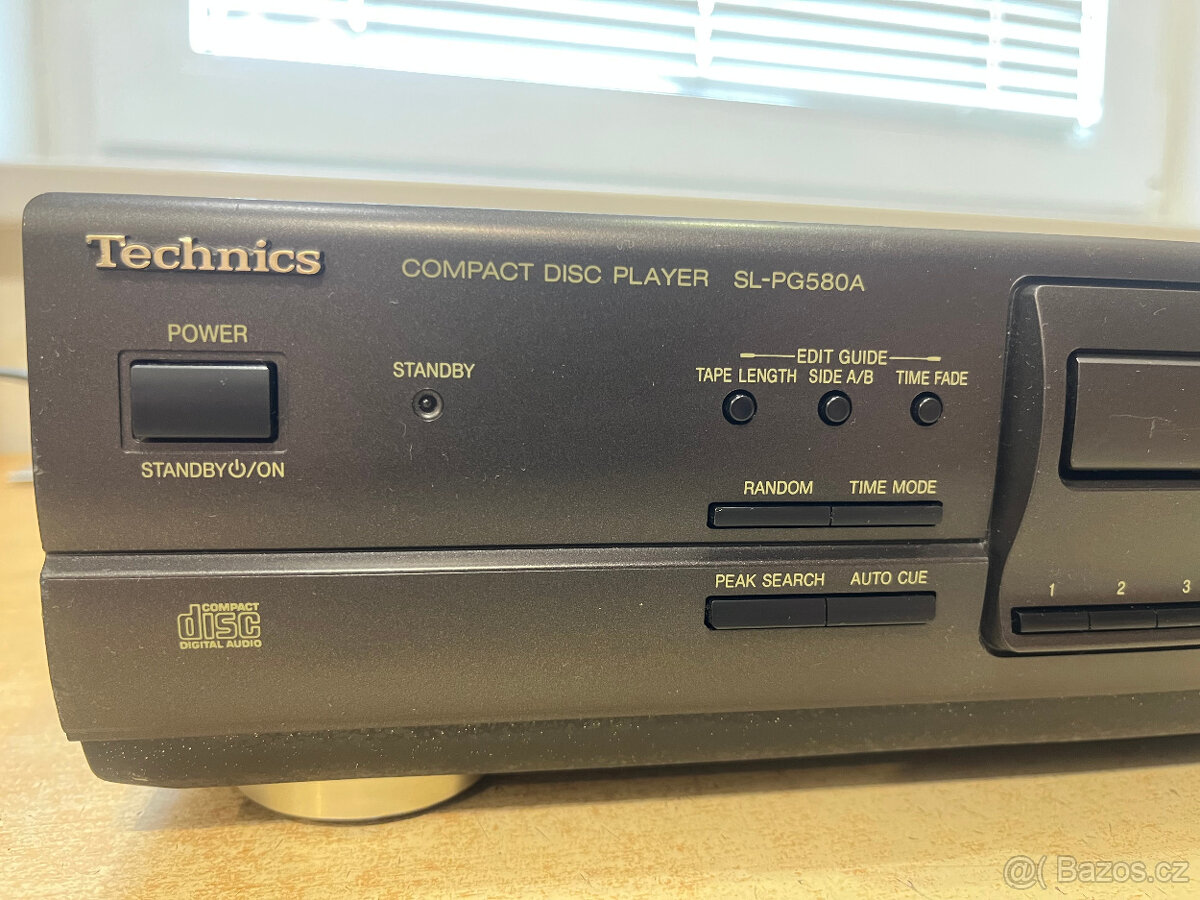 Technics
COMPACT DISC PLAYER SL-PG580A
POWER
STANDBY⏻/ON
STANDBY
EDIT GUIDE
TAPE LENGTH SIDE A/B TIME FADE
RANDOM TIME MODE
PEAK SEARCH AUTO CUE
1 2 3
COMPACT
disc
DIGITAL AUDIO
@( Bazos.cz